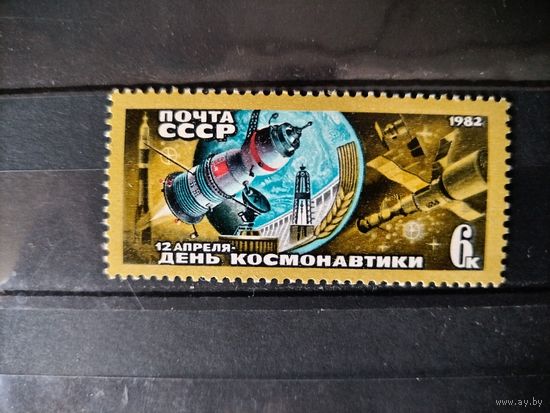 ПОЧТА
СССР
1982
12 АПРЕЛЯ-
ДЕНЬ КОСМОНАВТИКИ
6к
www.ay.by